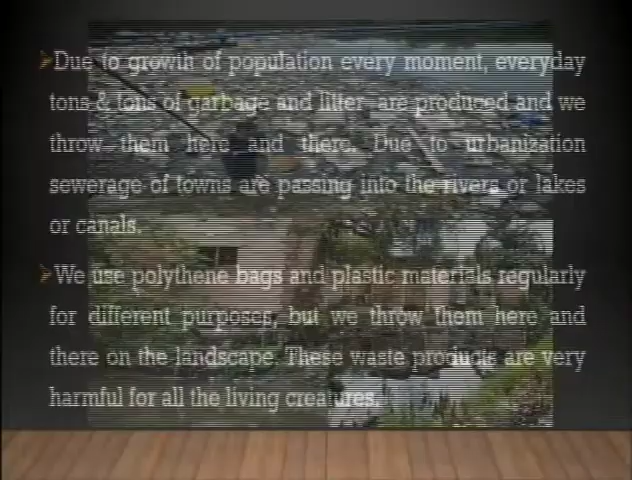 Due to growth of population every moment, everyday
tons & tons of garbage and litter are produced and we
throw them here and there. Due to urbanization
sewerage of towns are passing into the rivers or lakes
or canals.
We use polythene bags and plastic materials regularly
for different purposes, but we throw them here and
there on the landscape. These waste products are very
harmful for all the living creatures.